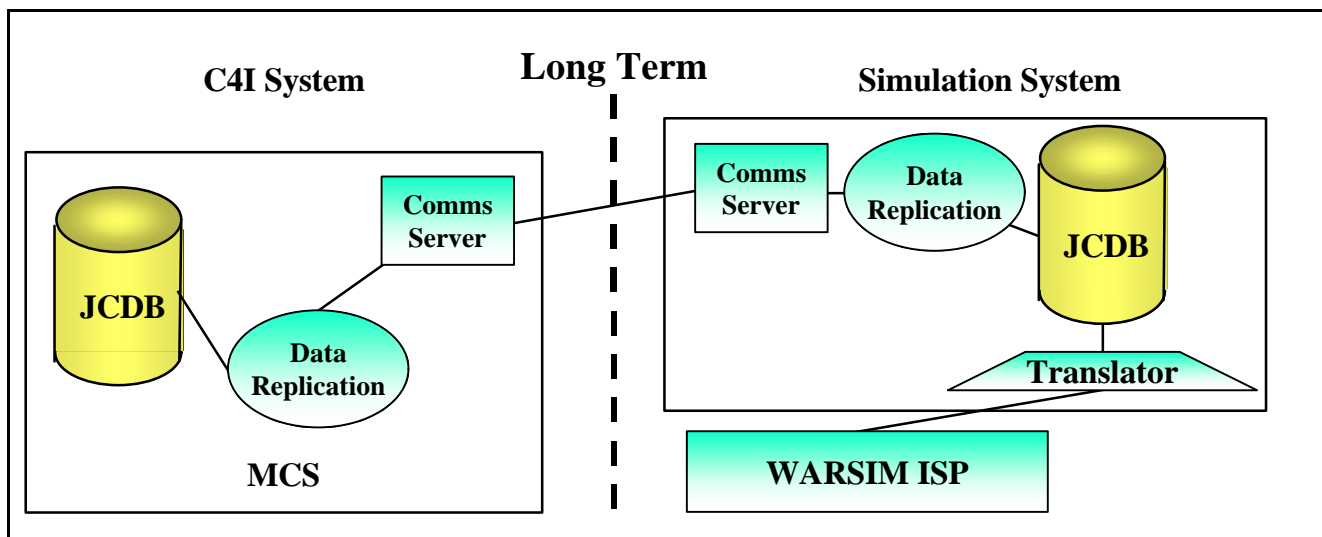 Long Term
C4I System
Simulation System
JCDB
Data
Replication
Comms
Server
MCS
Comms
Server
Data
Replication
JCDB
Translator
WARSIM ISP